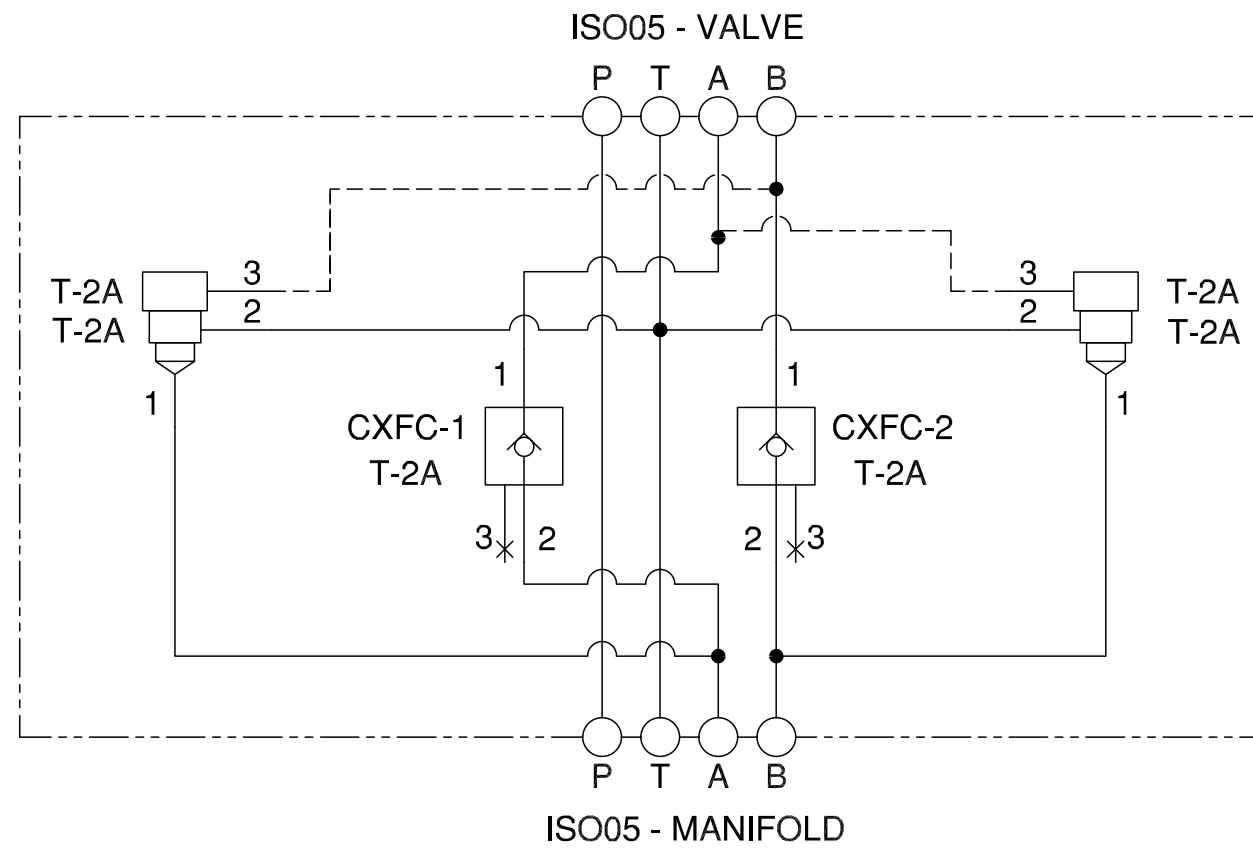 ISO05 - VALVE
P T A B
3
T-2A
2
T-2A
1
3
T-2A
2
T-2A
1
1
CXFC-1
T-2A
3 2
1
CXFC-2
T-2A
2 3
P T A B
ISO05 - MANIFOLD